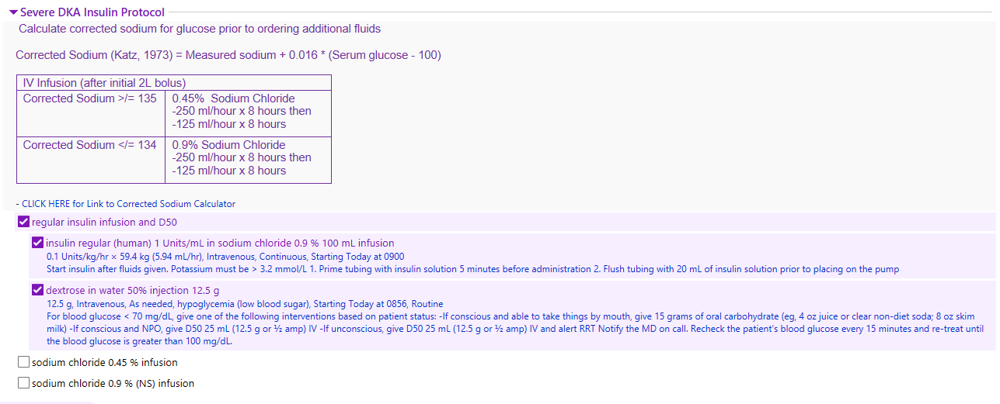 Severe DKA Insulin Protocol
Calculate corrected sodium for glucose prior to ordering additional fluids
Corrected Sodium (Katz, 1973) = Measured sodium + 0.016 * (Serum glucose - 100)
IV Infusion (after initial 2L bolus)
Corrected Sodium >/= 135
0.45%  Sodium Chloride
-250 ml/hour x 8 hours then
-125 ml/hour x 8 hours
Corrected Sodium </= 134
0.9% Sodium Chloride
-250 ml/hour x 8 hours then
-125 ml/hour x 8 hours
- CLICK HERE for Link to Corrected Sodium Calculator
regular insulin infusion and D50
insulin regular (human) 1 Units/mL in sodium chloride 0.9 % 100 mL infusion
0.1 Units/kg/hr × 59.4 kg (5.94 mL/hr), Intravenous, Continuous, Starting Today at 0900
Start insulin after fluids given. Potassium must be > 3.2 mmol/L 1. Prime tubing with insulin solution 5 minutes before administration 2. Flush tubing with 20 mL of insulin solution prior to placing on the pump
dextrose in water 50% injection 12.5 g
12.5 g, Intravenous, As needed, hypoglycemia (low blood sugar), Starting Today at 0856, Routine
For blood glucose < 70 mg/dL, give one of the following interventions based on patient status: -If conscious and able to take things by mouth, give 15 grams of oral carbohydrate (eg, 4 oz juice or clear non-diet soda; 8 oz skim
milk) -If conscious and NPO, give D50 25 mL (12.5 g or ½ amp) IV -If unconscious, give D50 25 mL (12.5 g or ½ amp) IV and alert RRT Notify the MD on call. Recheck the patient's blood glucose every 15 minutes and re-treat until
the blood glucose is greater than 100 mg/dL.
sodium chloride 0.45 % infusion
sodium chloride 0.9 % (NS) infusion